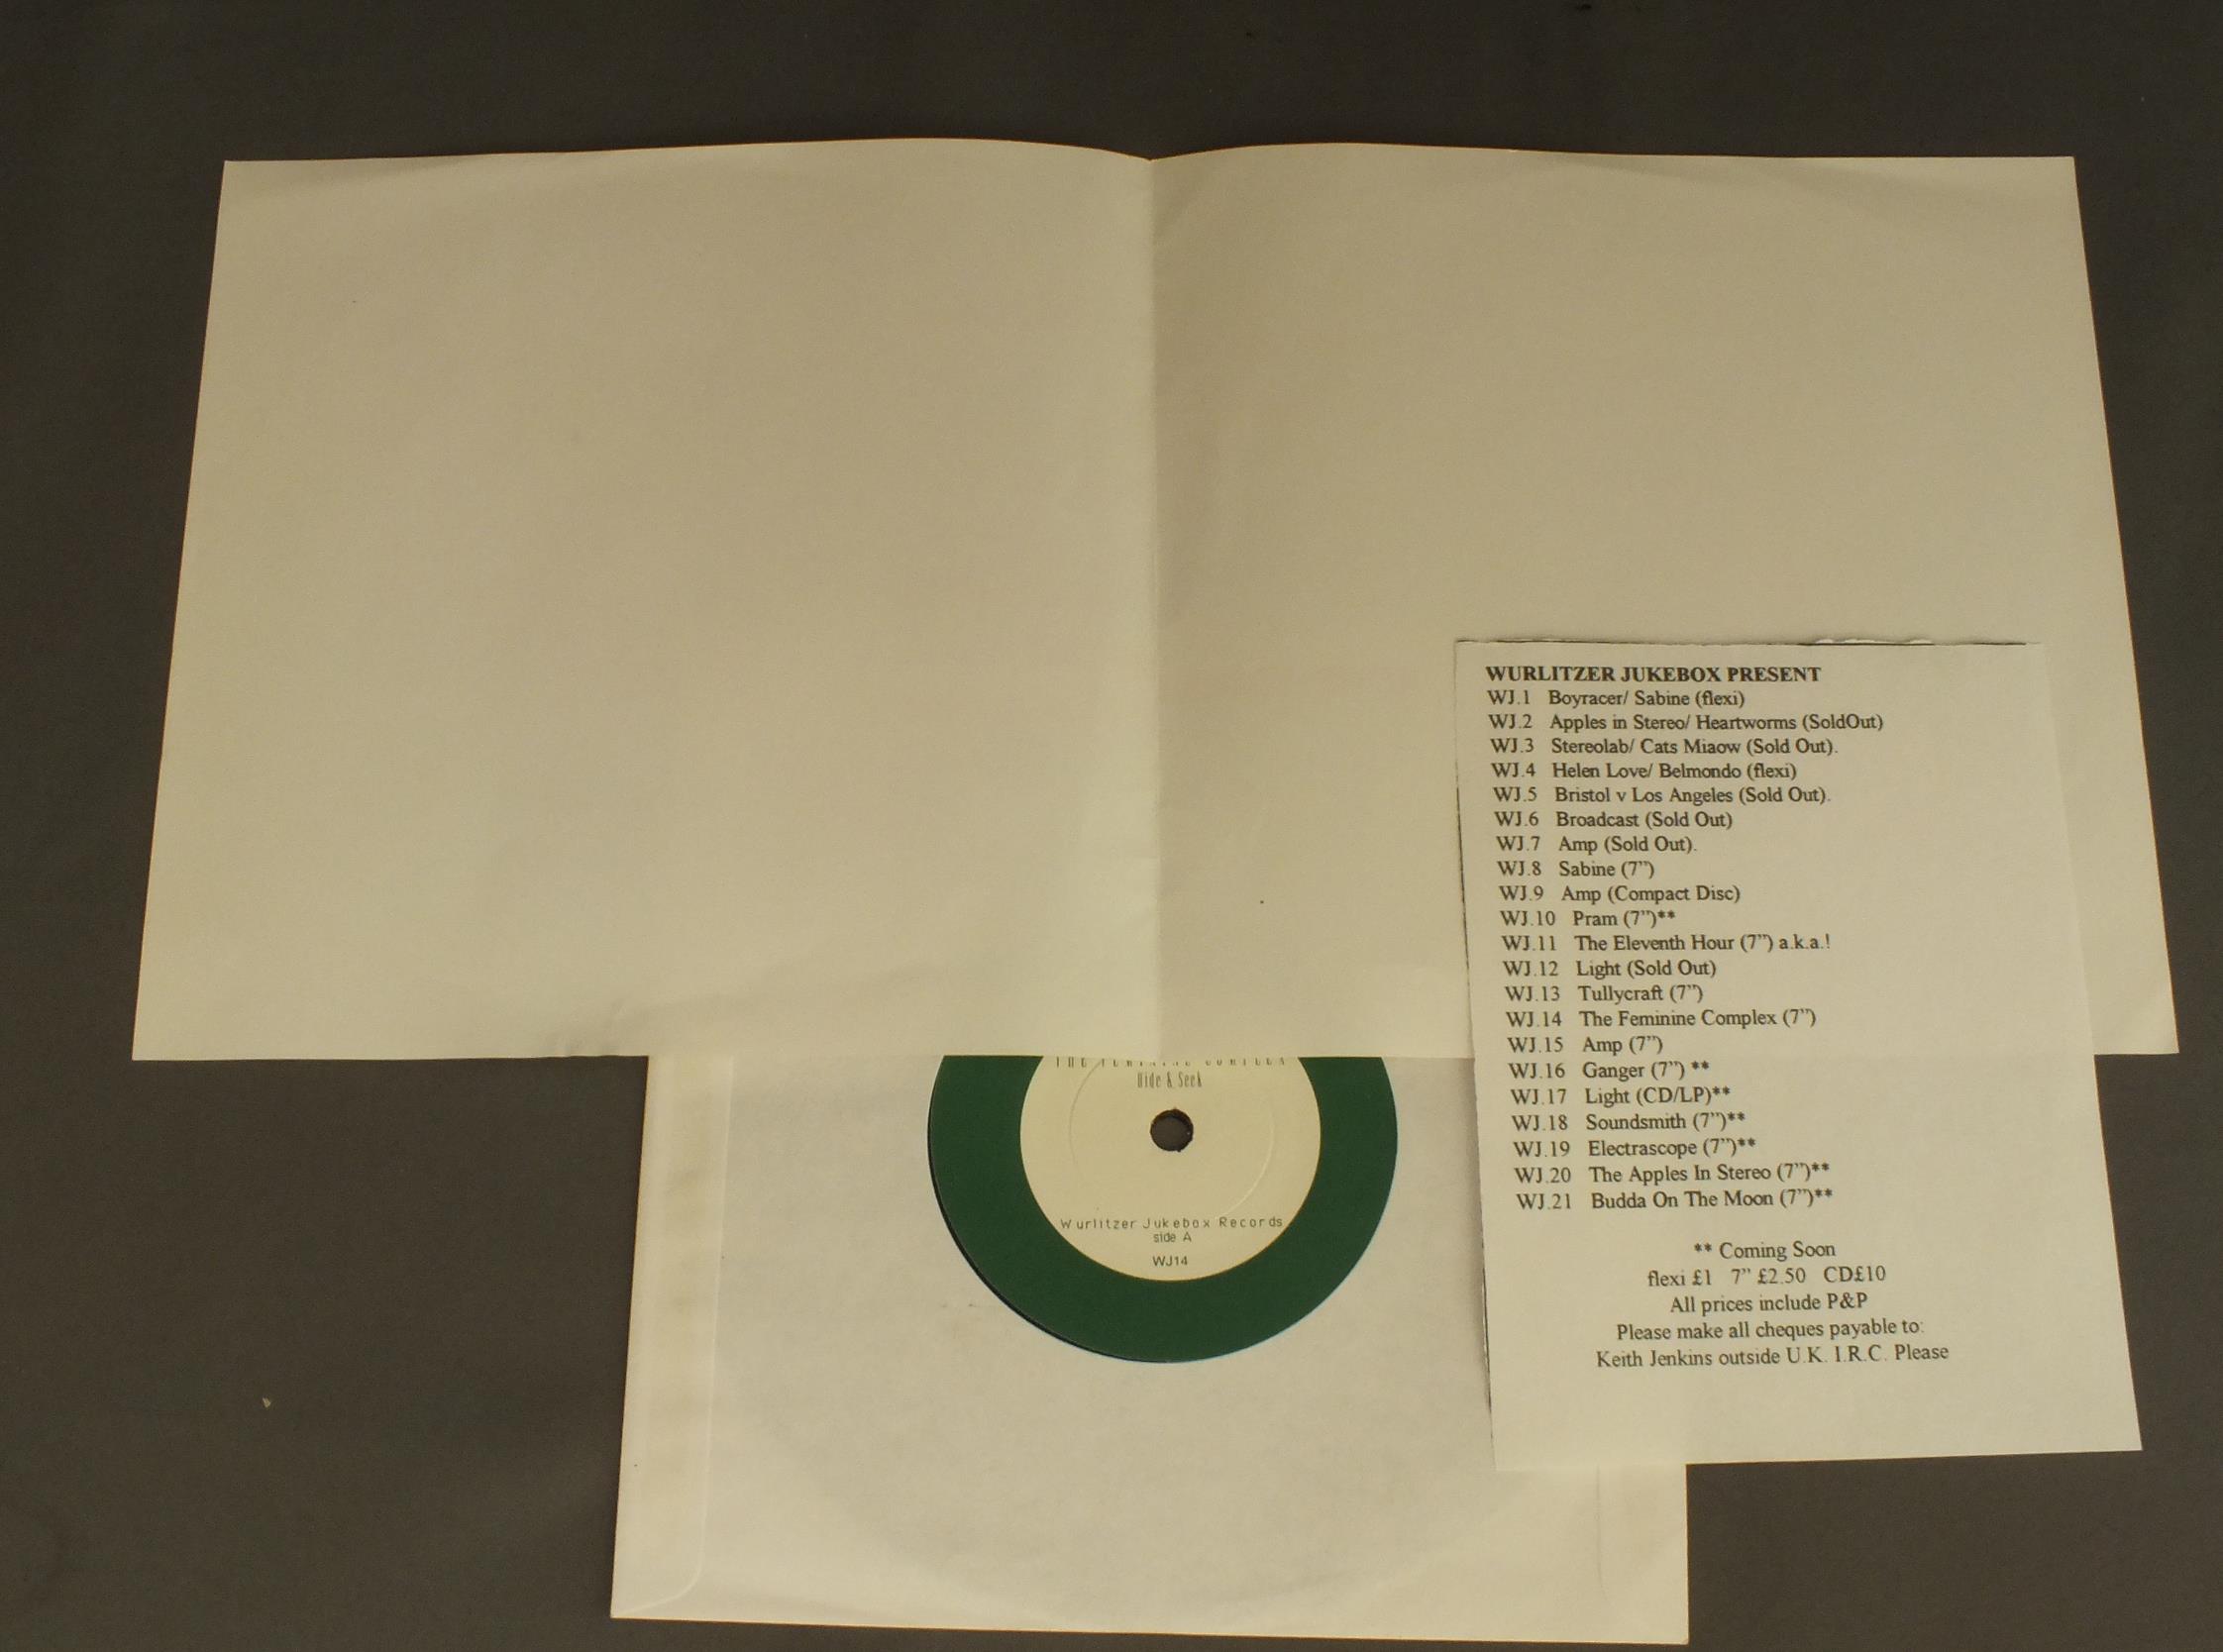 WURLITZER JUKEBOX PRESENT
WJ.1 Boyracer/ Sabine (flexi)
WJ.2 Apples in Stereo/ Heartworms (SoldOut)
WJ.3 Stereolab/ Cats Miaow (Sold Out).
WJ.4 Helen Love/ Belmondo (flexi)
WJ.5 Bristol v Los Angeles (Sold Out).
WJ.6 Broadcast (Sold Out)
WJ.7 Amp (Sold Out).
WJ.8 Sabine (7”)
WJ.9 Amp (Compact Disc)
WJ.10 Pram (7”)**
WJ.11 The Eleventh Hour (7”) a.k.a.!
WJ.12 Light (Sold Out)
WJ.13 Tullycraft (7”)
WJ.14 The Feminine Complex (7”)
WJ.15 Amp (7”)
WJ.16 Ganger (7”) **
WJ.17 Light (CD/LP)**
WJ.18 Soundsmith (7”)**
WJ.19 Electrascope (7”)**
WJ.20 The Apples In Stereo (7”)**
WJ.21 Budda On The Moon (7”)**
** Coming Soon
flexi £1 7” £2.50 CD£10
All prices include P&P
Please make all cheques payable to:
Keith Jenkins outside U.K. I.R.C. Please
THE FEMININE COMPLEX
Hide & Seek
Wurlitzer Jukebox Records
side A
WJ14